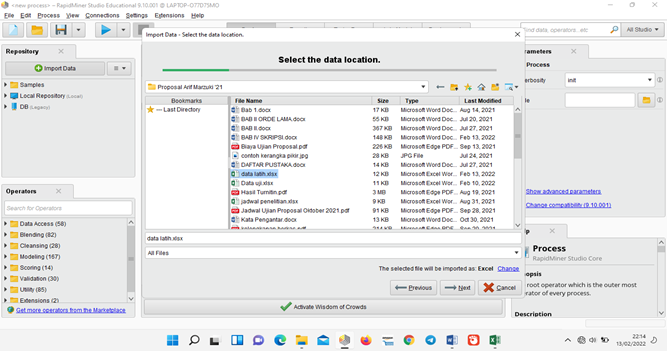 <new process> – RapidMiner Studio Educational 9.10.001 @ LAPTOP-G77D75MO
File Edit Process View Connections Settings Extensions Help
Find data, operators...etc
All Studio
Repository
Import Data
Samples
Local Repository (Local)
DB (Legacy)
Operators
Search for Operators
Data Access (58)
Blending (82)
Cleansing (28)
Modeling (167)
Scoring (14)
Validation (30)
Utility (85)
Extensions (2)
Get more operators from the Marketplace
Import Data - Select the data location.
Select the data location.
Proposal Arif Marzuki '21
Bookmarks
Last Directory
File Name Size Type Last Modified
Bab 1.docx 17 KB Microsoft Word Doc... Aug 14, 2021
BAB II ORDE LAMA.docx 55 KB Microsoft Word Doc... Jul 27, 2021
BAB II.docx 367 KB Microsoft Word Doc... Jul 27, 2021
BAB IV SKRIPSI.docx 148 KB Microsoft Word Doc... Feb 13, 2022
Biaya Ujian Proposal.pdf 226 KB Microsoft Edge PDF... Sep 13, 2021
contoh kerangka pikir.jpg 28 KB JPG File Jul 24, 2021
DAFTAR PUSTAKA.docx 14 KB Microsoft Word Doc... Jul 27, 2021
data latih.xlsx 12 KB Microsoft Excel Wor... Feb 13, 2022
Data uji.xlsx 11 KB Microsoft Excel Wor... Feb 10, 2022
Hasil Turnitin.pdf 3 MB Microsoft Edge PDF... Aug 19, 2021
jadwal penelitian.xlsx 9 KB Microsoft Excel Wor... Aug 31, 2021
Jadwal Ujian Proposal Oktober 2021.pdf 91 KB Microsoft Edge PDF... Sep 28, 2021
Kata Pengantar.docx 13 KB Microsoft Word Doc... Oct 30, 2021
data latih.xlsx
All Files
The selected file will be imported as: Excel Change
Previous
Next
Cancel
Activate Wisdom of Crowds
Parameters
Process
init
Show advanced parameters
Change compatibility (9.10.001)
Process
RapidMiner Studio Core
root operator which is the outer most
operator of every process.
Description
22:14
13/02/2022